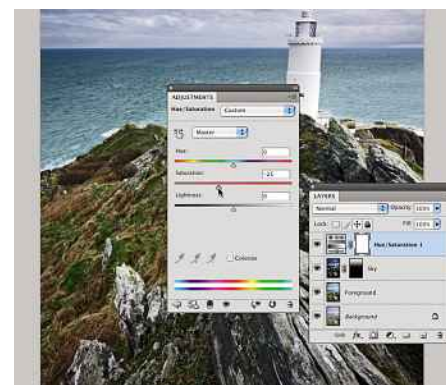 ADJUSTMENTS
Hue/Saturation Custom
Master
Hue: 0
Saturation: -21
Lightness: 0
Colorize
LAYERS
Normal Opacity: 100%
Lock: Fill: 100%
Hue/Saturation 1
Sky
Foreground
Background